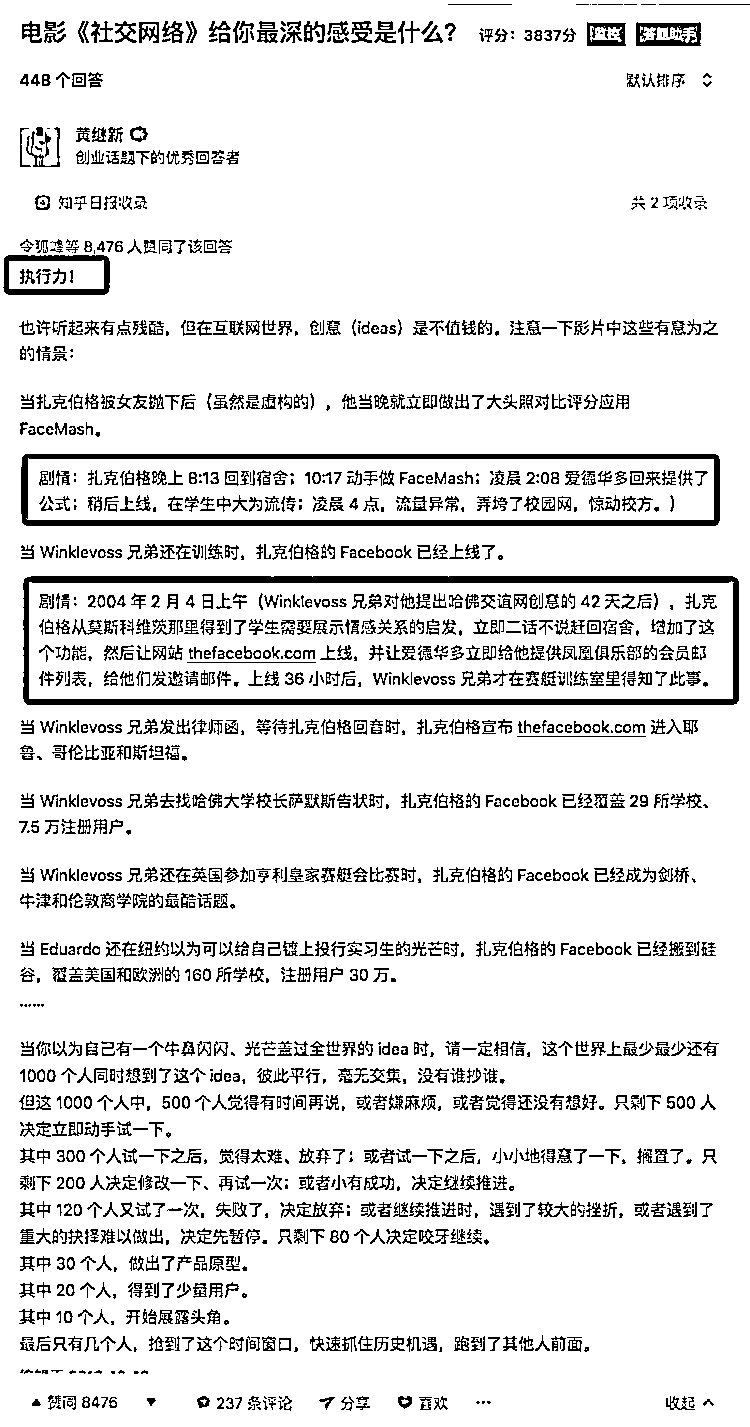 电影《社交网络》给你最深的感受是什么? 评分: 3837分
448 个回答 默认排序
黄继新
创业话题下的优秀回答者
知乎日报收录 共 2 项收录
令狐雄等 8,476 人赞同了该回答
执行力!
也许听起来有点残酷,但在互联网世界,创意(ideas)是不值钱的。注意一下影片中这些有意为之
的情景:
当扎克伯格被女友抛下后(虽然是虚构的),他当晚就立即做出了大头照对比评分应用
FaceMash。
剧情:扎克伯格晚上 8:13 回到宿舍;10:17 动手做 FaceMash;凌晨 2:08 爱德华多回来提供了
公式;稍后上线,在学生中大为流传;凌晨 4 点,流量异常,弄垮了校园网,惊动校方。)
当 Winklevoss 兄弟还在训练时,扎克伯格的 Facebook 已经上线了。
剧情:2004 年 2 月 4 日上午(Winklevoss 兄弟对他提出哈佛交谊网创意的 42 天之后),扎克
伯格从莫斯科维茨那里得到了学生需要展示情感关系的启发,立即二话不说赶回宿舍,增加了这
个功能,然后让网站 thefacebook.com 上线,并让爱德华多立即给他提供凤凰俱乐部的会员邮
件列表,给他们发邀请邮件。上线 36 小时后,Winklevoss 兄弟才在赛艇训练室里得知了此事。
当 Winklevoss 兄弟发出律师函,等待扎克伯格回音时,扎克伯格宣布 thefacebook.com 进入耶
鲁、哥伦比亚和斯坦福。
当 Winklevoss 兄弟去找哈佛大学校长萨默斯告状时,扎克伯格的 Facebook 已经覆盖 29 所学校、
7.5 万注册用户。
当 Winklevoss 兄弟还在英国参加亨利皇家赛艇会比赛时,扎克伯格的 Facebook 已经成为剑桥、
牛津和伦敦商学院的最酷话题。
当 Eduardo 还在纽约以为可以给自己镀上投行实习生的光芒时,扎克伯格的 Facebook 已经搬到硅
谷,覆盖美国和欧洲的 160 所学校,注册用户 30 万。
……
当你以为自己有一个牛鼻闪闪、光芒盖过全世界的 idea 时,请一定相信,这个世界上最少最少还有
1000 个人同时想到了这个 idea,彼此平行,毫无交集,没有谁抄谁。
但这 1000 个人中,500 个人觉得有时间再说,或者嫌麻烦,或者觉得还没有想好。只剩下 500 人
决定立即动手试一下。
其中 300 个人试一下之后,觉得太难、放弃了;或者试一下之后,小小地得意了一下,搁置了。只
剩下 200 人决定修改一下、再试一次;或者小有成功,决定继续推进。
其中 120 个人又试了一次,失败了,决定放弃;或者继续推进时,遇到了较大的挫折,或者遇到了
重大的抉择难以做出,决定先暂停。只剩下 80 个人决定咬牙继续。
其中 30 个人,做出了产品原型。
其中 20 个人,得到了少量用户。
其中 10 个人,开始展露头角。
最后只有几个人,抢到了这个时间窗口,快速抓住历史机遇,跑到了其他人前面。
赞同 8476 237 条评论 分享 喜欢 ··· 收起